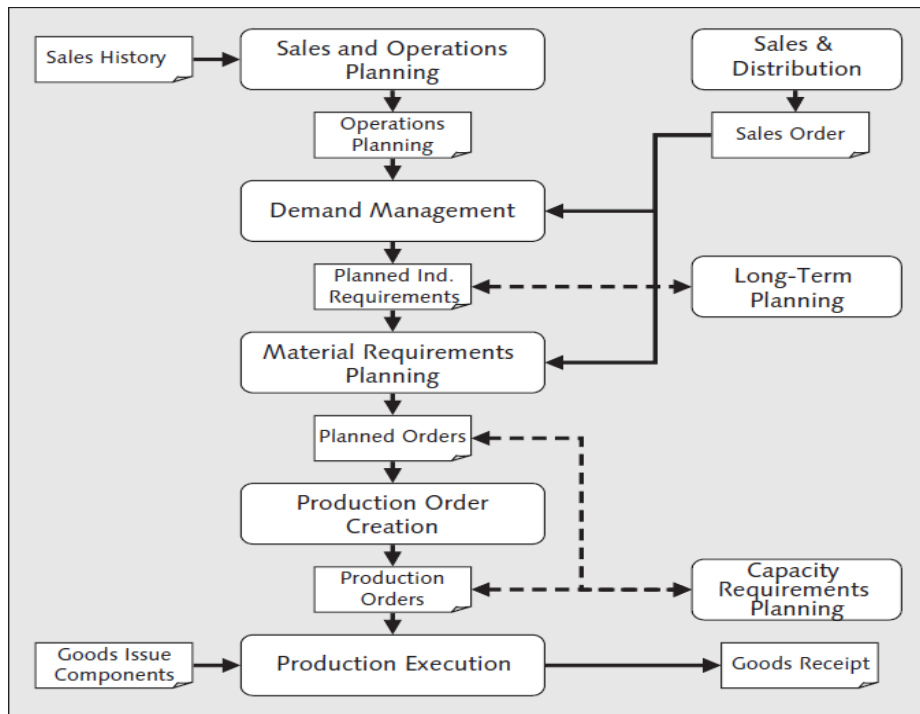 Sales History
Sales and Operations
Planning
Sales &
Distribution
Operations
Planning
Sales Order
Demand Management
Planned Ind.
Requirements
Long-Term
Planning
Material Requirements
Planning
Planned Orders
Production Order
Creation
Production
Orders
Capacity
Requirements
Planning
Goods Issue
Components
Production Execution
Goods Receipt